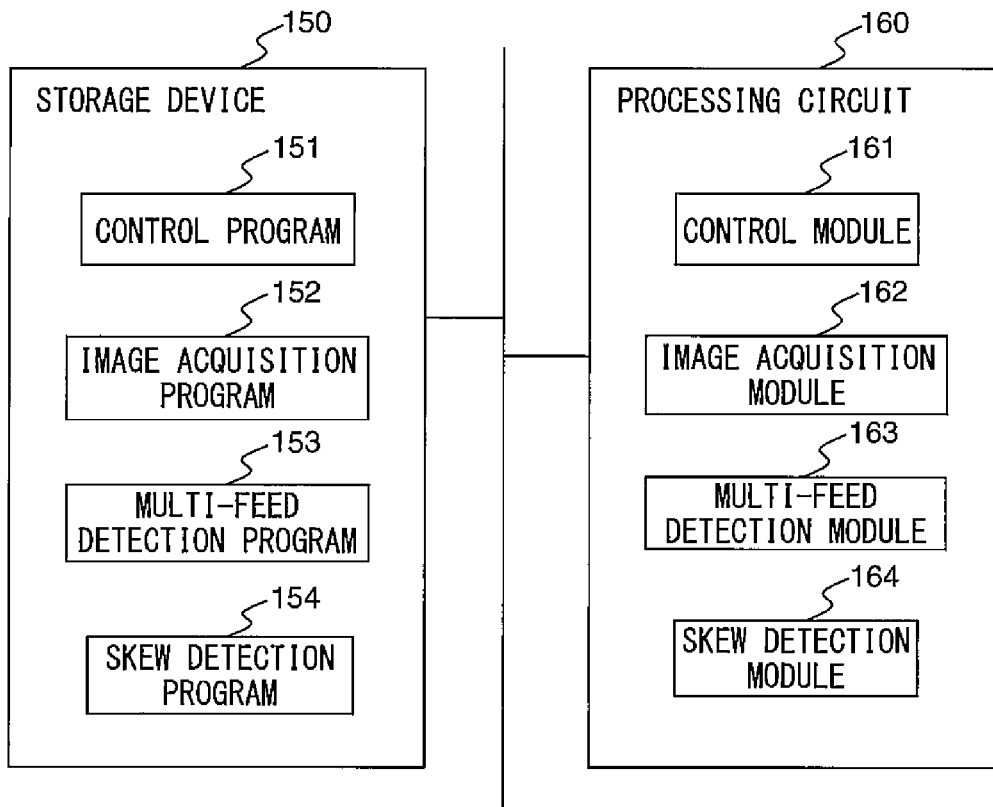 150
STORAGE DEVICE
151
CONTROL PROGRAM
152
IMAGE ACQUISITION
PROGRAM
153
MULTI-FEED
DETECTION PROGRAM
154
SKEW DETECTION
PROGRAM
160
PROCESSING CIRCUIT
161
CONTROL MODULE
162
IMAGE ACQUISITION
MODULE
163
MULTI-FEED
DETECTION MODULE
164
SKEW DETECTION
MODULE